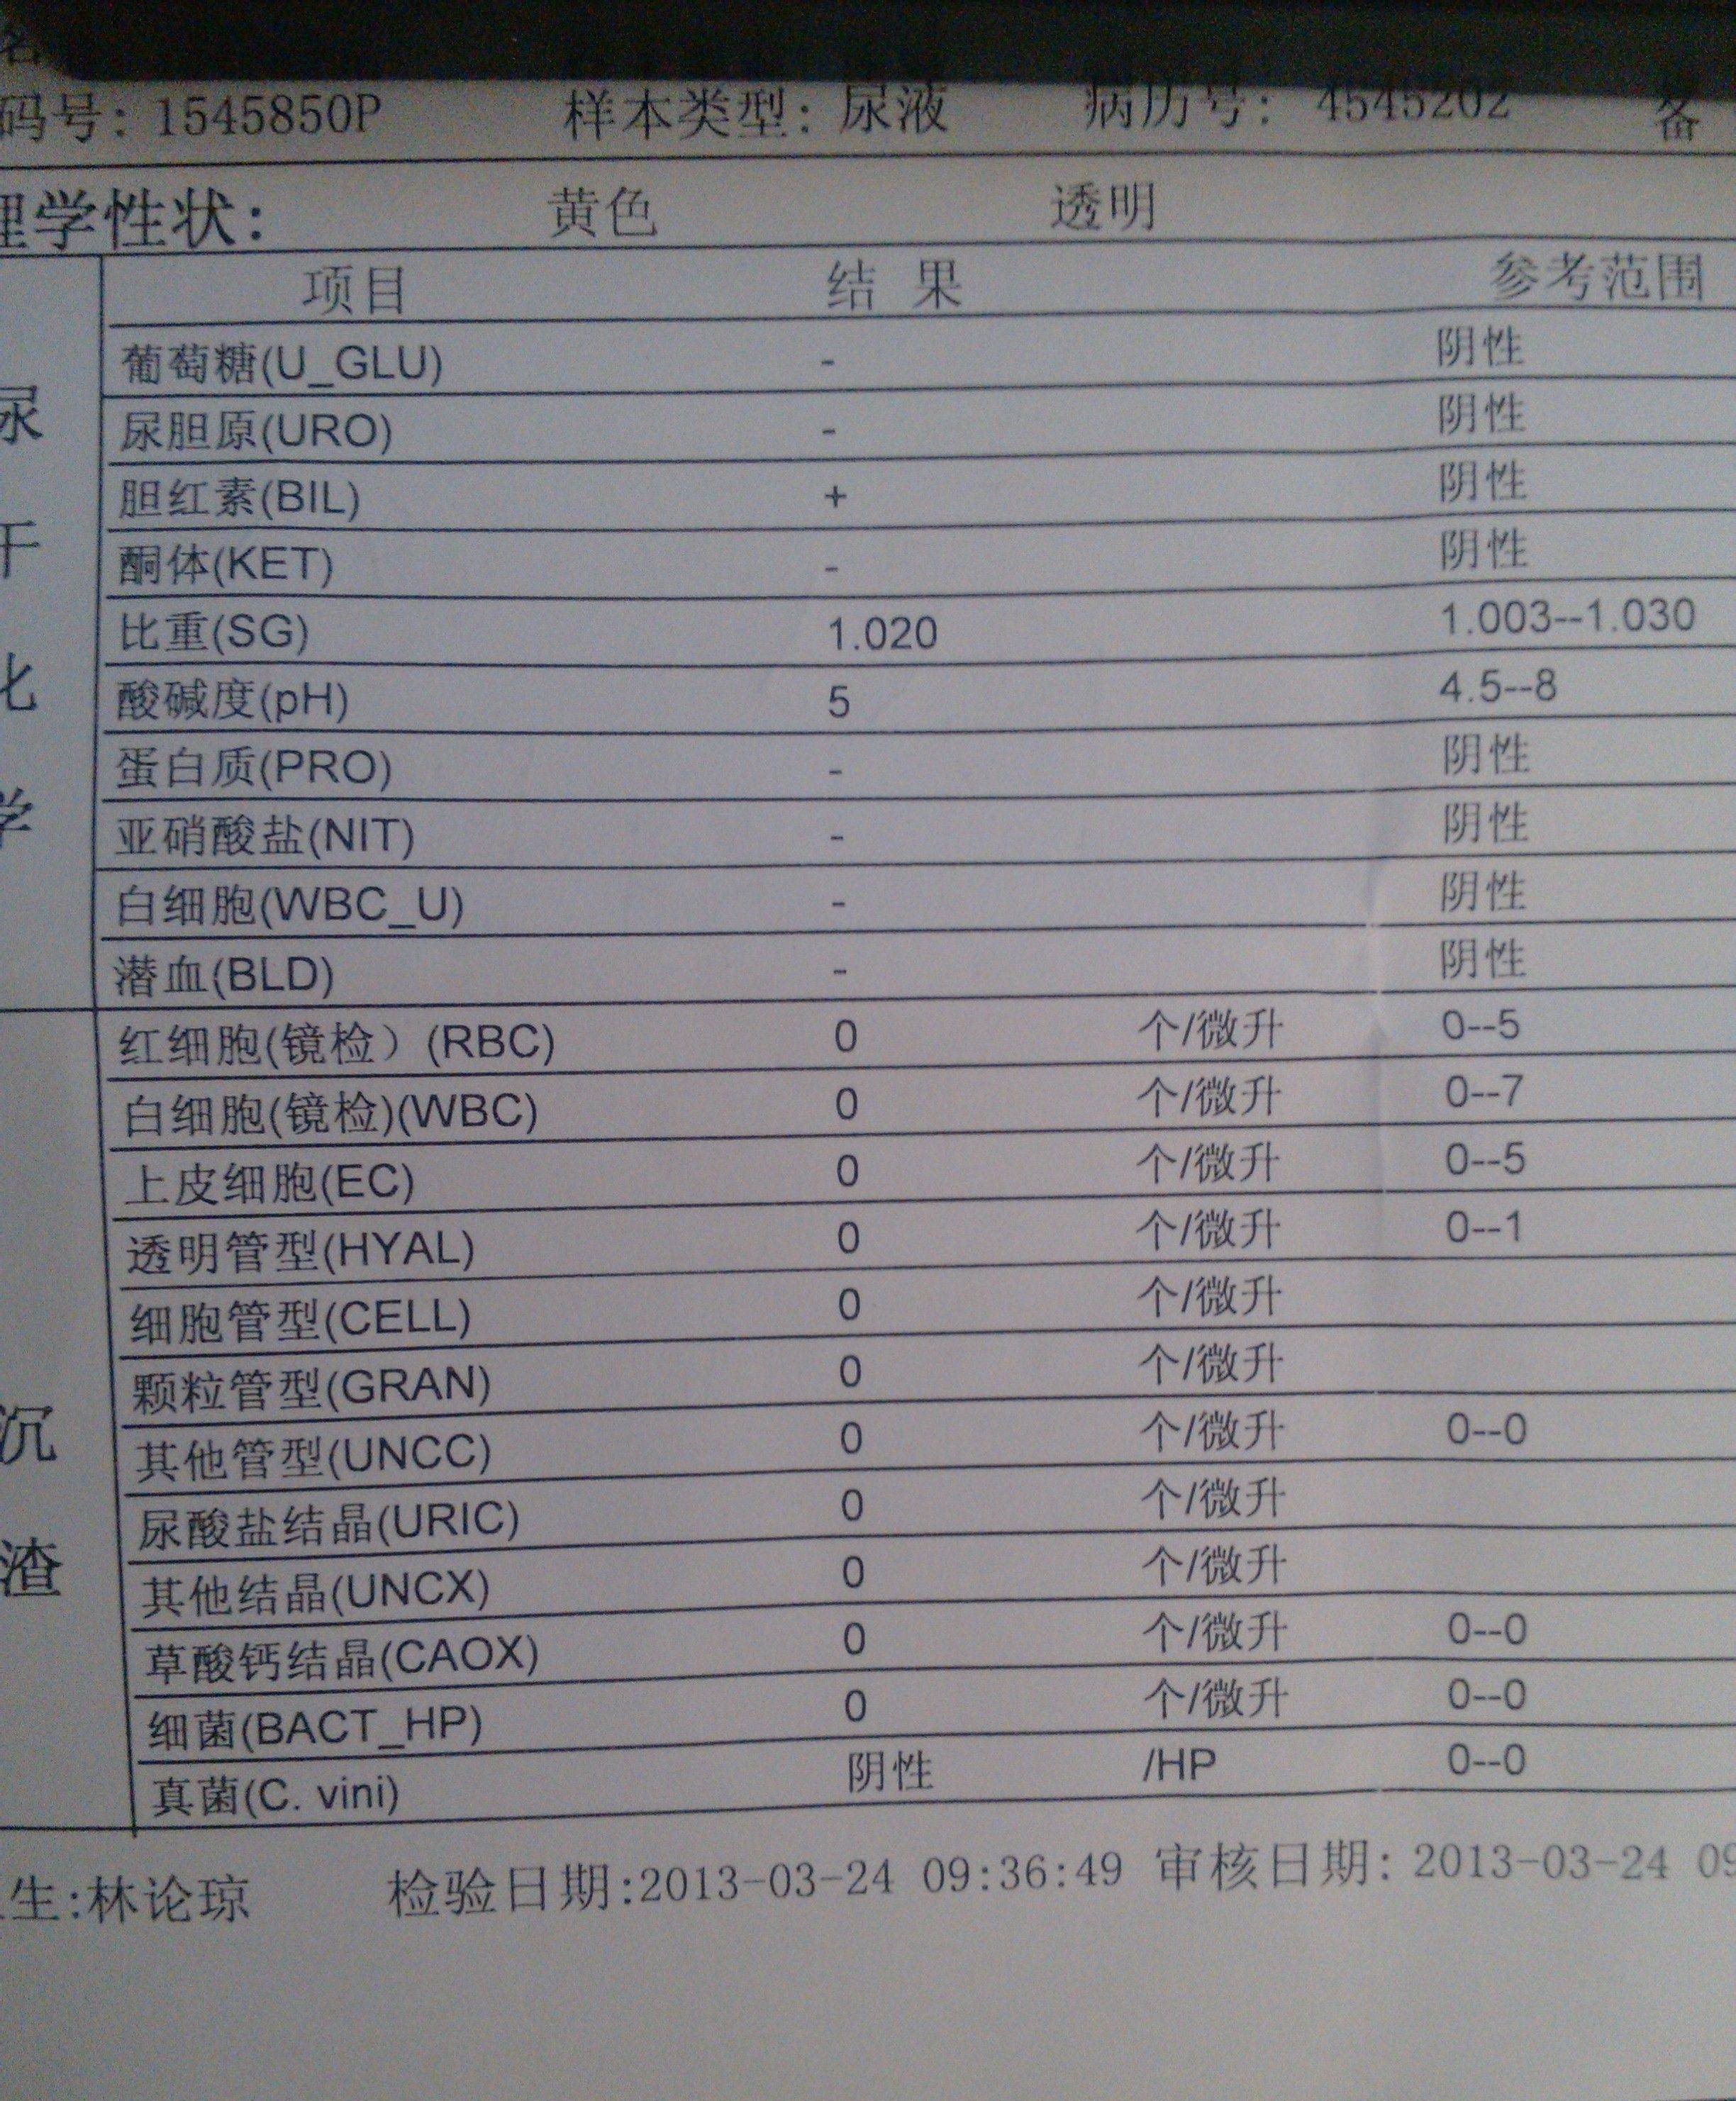 码号: 1545850P 样本类型: 尿液 病历号: 4545202 备
理学性状: 黄色 透明
项目 结 果 参考范围
葡萄糖(U_GLU) - 阴性
尿胆原(URO) - 阴性
胆红素(BIL) + 阴性
酮体(KET) - 阴性
比重(SG) 1.020 1.003--1.030
酸碱度(pH) 5 4.5--8
蛋白质(PRO) - 阴性
亚硝酸盐(NIT) - 阴性
白细胞(WBC_U) - 阴性
潜血(BLD) - 阴性
尿
干
化
学
红细胞(镜检）(RBC) 0 个/微升 0--5
白细胞(镜检)(WBC) 0 个/微升 0--7
上皮细胞(EC) 0 个/微升 0--5
透明管型(HYAL) 0 个/微升 0--1
细胞管型(CELL) 0 个/微升
颗粒管型(GRAN) 0 个/微升
其他管型(UNCC) 0 个/微升 0--0
尿酸盐结晶(URIC) 0 个/微升
其他结晶(UNCX) 0 个/微升
草酸钙结晶(CAOX) 0 个/微升 0--0
细菌(BACT_HP) 0 个/微升 0--0
真菌(C. vini) 阴性 /HP 0--0
沉
渣
生:林论琼 检验日期:2013-03-24 09:36:49 审核日期: 2013-03-24 09